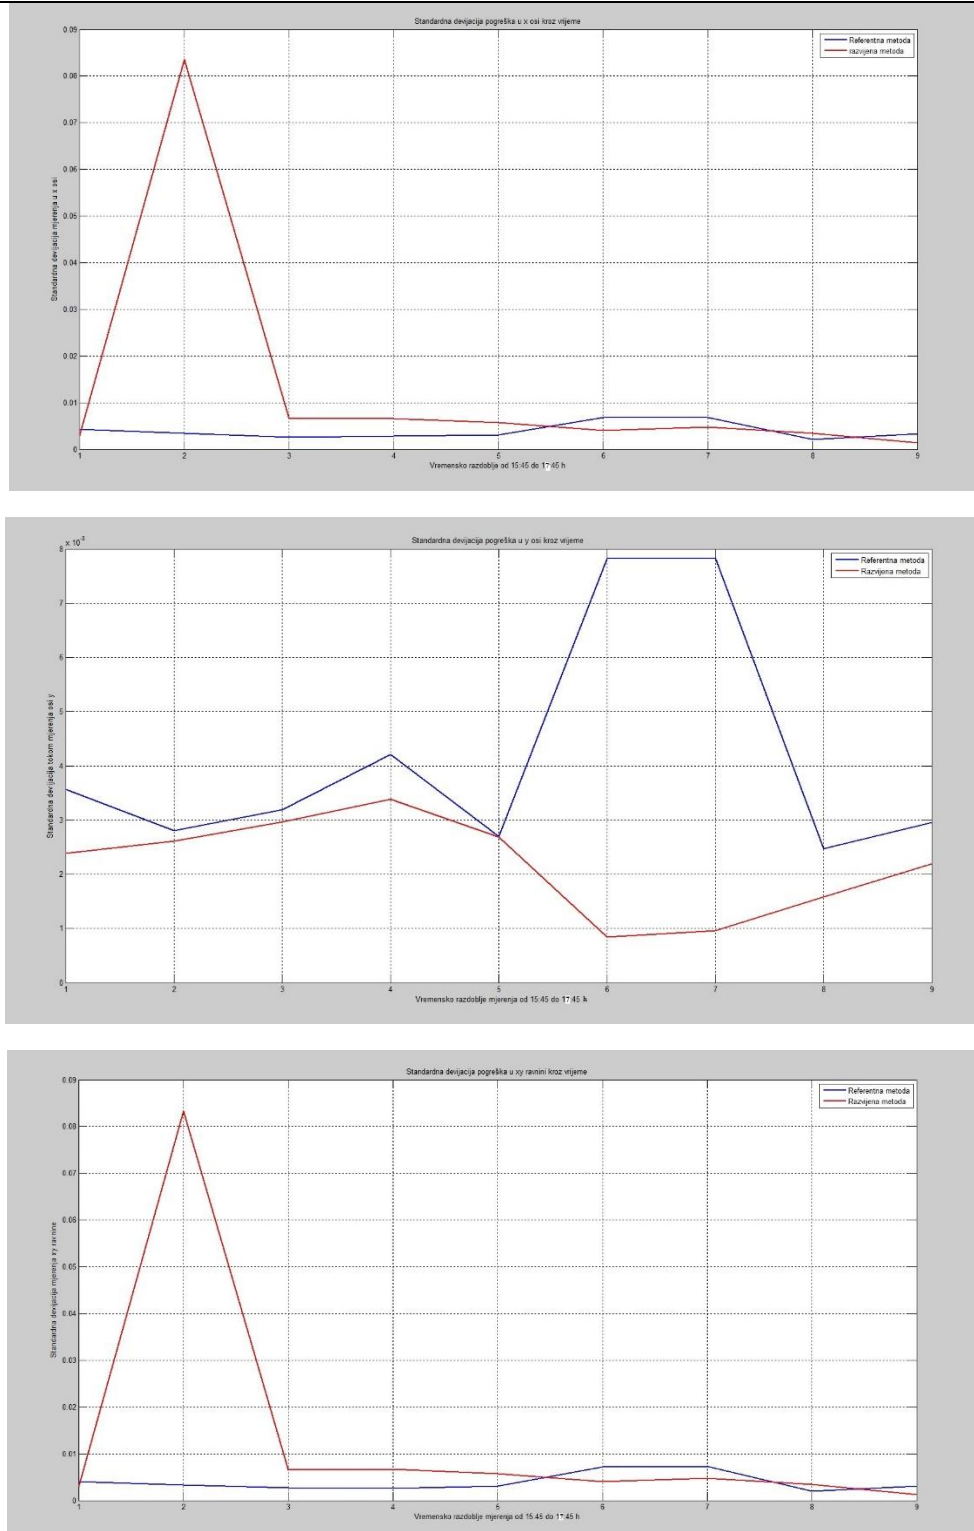 Standardna devijacija pogreška u x osi kroz vrijeme
Referentna metoda
razvijena metoda
Standardna devijacija mjerenja u x osi
0.09
0.08
0.07
0.06
0.05
0.04
0.03
0.02
0.01
0
1 2 3 4 5 6 7 8 9
Vremensko razdoblje od 15:45 do 17:45 h
Standardna devijacija pogreška u y osi kroz vrijeme
x 10⁻³
Referentna metoda
Razvijena metoda
Standardna devijacija tokom mjerenja osi y
8
7
6
5
4
3
2
1
0
1 2 3 4 5 6 7 8 9
Vremensko razdoblje mjerenja od 15:45 do 17:45 h
Standardna devijacija pogreška u xy ravnini kroz vrijeme
Referentna metoda
Razvijena metoda
Standardna devijacija mjerenja xy ravnine
0.09
0.08
0.07
0.06
0.05
0.04
0.03
0.02
0.01
0
1 2 3 4 5 6 7 8 9
Vremensko razdoblje mjerenja od 15:45 do 17:45 h